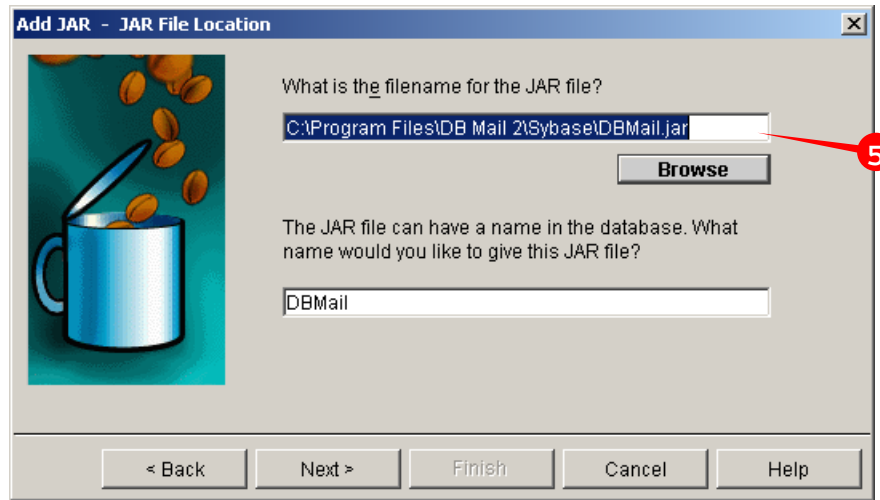 Add JAR - JAR File Location
What is the filename for the JAR file?
C:\Program Files\DB Mail 2\Sybase\DBMail.jar
5
Browse
The JAR file can have a name in the database. What
name would you like to give this JAR file?
DBMail
< Back Next > Finish Cancel Help